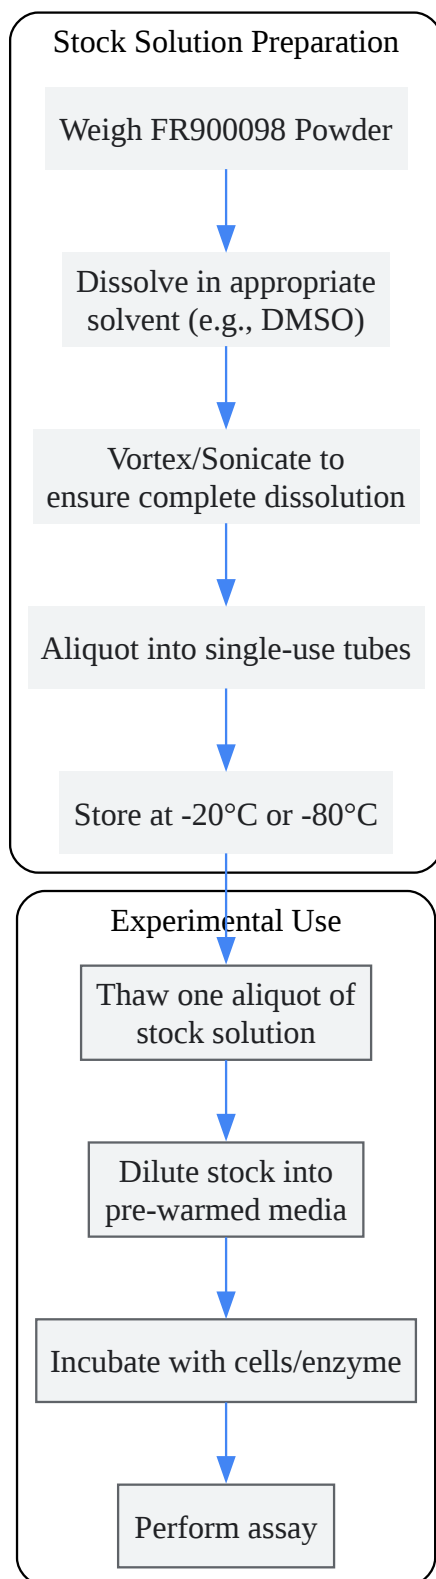 Stock Solution Preparation
Weigh FR900098 Powder
Dissolve in appropriate
solvent (e.g., DMSO)
Vortex/Sonicate to
ensure complete dissolution
Aliquot into single-use tubes
Store at -20°C or -80°C
Experimental Use
Thaw one aliquot of
stock solution
Dilute stock into
pre-warmed media
Incubate with cells/enzyme
Perform assay